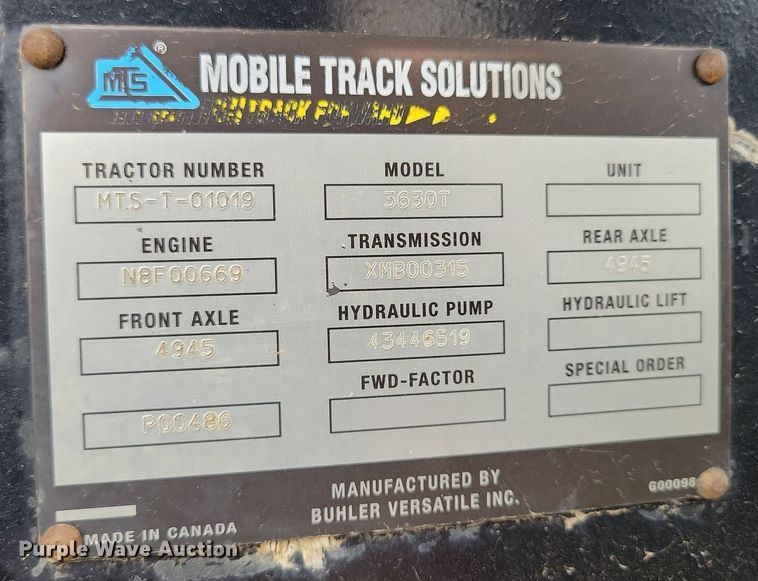 MTS ®
MOBILE TRACK SOLUTIONS
TRACK FORWARD
TRACTOR NUMBER
MTS-T-01019
MODEL
3630T
UNIT
ENGINE
N8F00669
TRANSMISSION
XMB00315
REAR AXLE
4945
FRONT AXLE
4945
HYDRAULIC PUMP
43446519
HYDRAULIC LIFT
P00486
FWD-FACTOR
SPECIAL ORDER
MANUFACTURED BY
BUHLER VERSATILE INC.
MADE IN CANADA
G00098
Purple Wave Auction